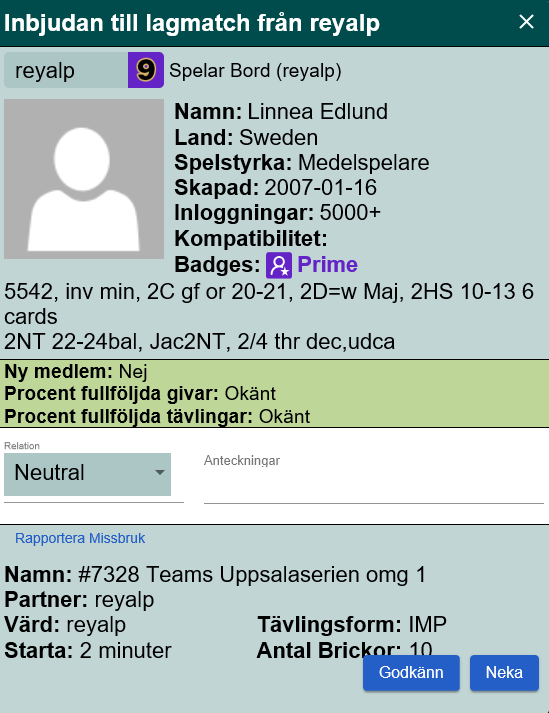 Inbjudan till lagmatch från reyalp
reyalp 9 Spelar Bord (reyalp)
Namn: Linnea Edlund
Land: Sweden
Spelstyrka: Medelspelare
Skapad: 2007-01-16
Inloggningar: 5000+
Kompatibilitet:
Badges: Prime
5542, inv min, 2C gf or 20-21, 2D=w Maj, 2HS 10-13 6
cards
2NT 22-24bal, Jac2NT, 2/4 thr dec,udca
Ny medlem: Nej
Procent fullföljda givar: Okänt
Procent fullföljda tävlingar: Okänt
Relation
Neutral
Anteckningar
Rapportera Missbruk
Namn: #7328 Teams Uppsalaserien omg 1
Partner: reyalp
Värd: reyalp Tävlingsform: IMP
Starta: 2 minuter Antal Brickor: 10
Godkänn Neka